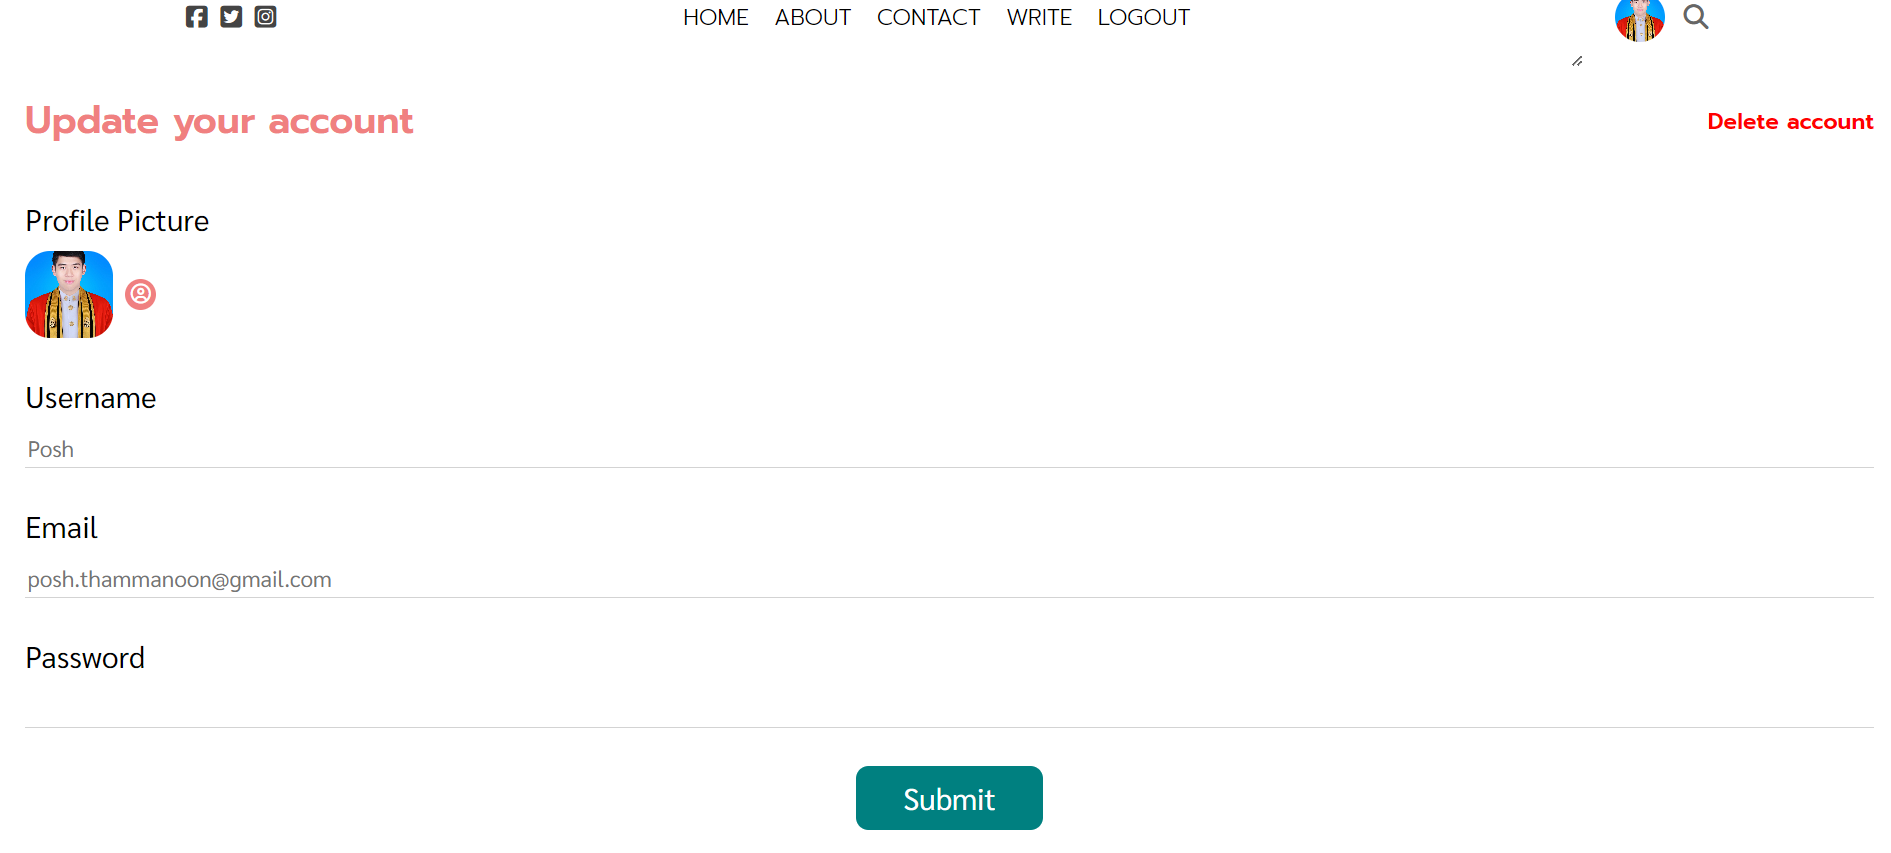 HOME ABOUT CONTACT WRITE LOGOUT
Update your account
Delete account
Profile Picture
Username
Posh
Email
posh.thammanoon@gmail.com
Password
Submit